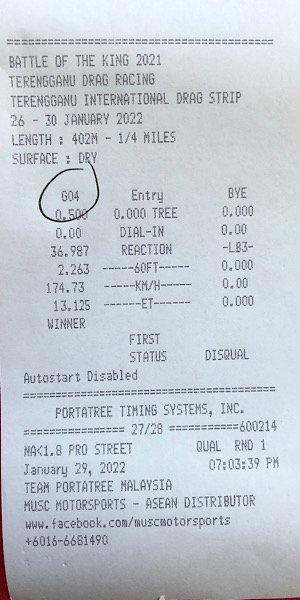 ================================================
BATTLE OF THE KING 2021
TERENGGANU DRAG RACING
TERENGGANU INTERNATIONAL DRAG STRIP
26 - 30 JANUARY 2022
LENGTH : 402M - 1/4 MILES
SURFACE : DRY
G04 Entry BYE
0.500 0.000 TREE 0.000
0.00 DIAL-IN 0.00
36.987 REACTION -LB3-
2.263 -----60FT----- 0.000
174.73 -----KM/H----- 0.00
13.125 ------ET------ 0.000
WINNER
FIRST
STATUS DISQUAL
Autostart Disabled
================================================
PORTATREE TIMING SYSTEMS, INC.
================ 27/28 ===========600214
NA<1.8 PRO STREET QUAL RND 1
January 29, 2022 07:03:39 PM
TEAM PORTATREE MALAYSIA
MUSC MOTORSPORTS - ASEAN DISTRIBUTOR
www.facebook.com/muscmotorsports
+6016-6681490